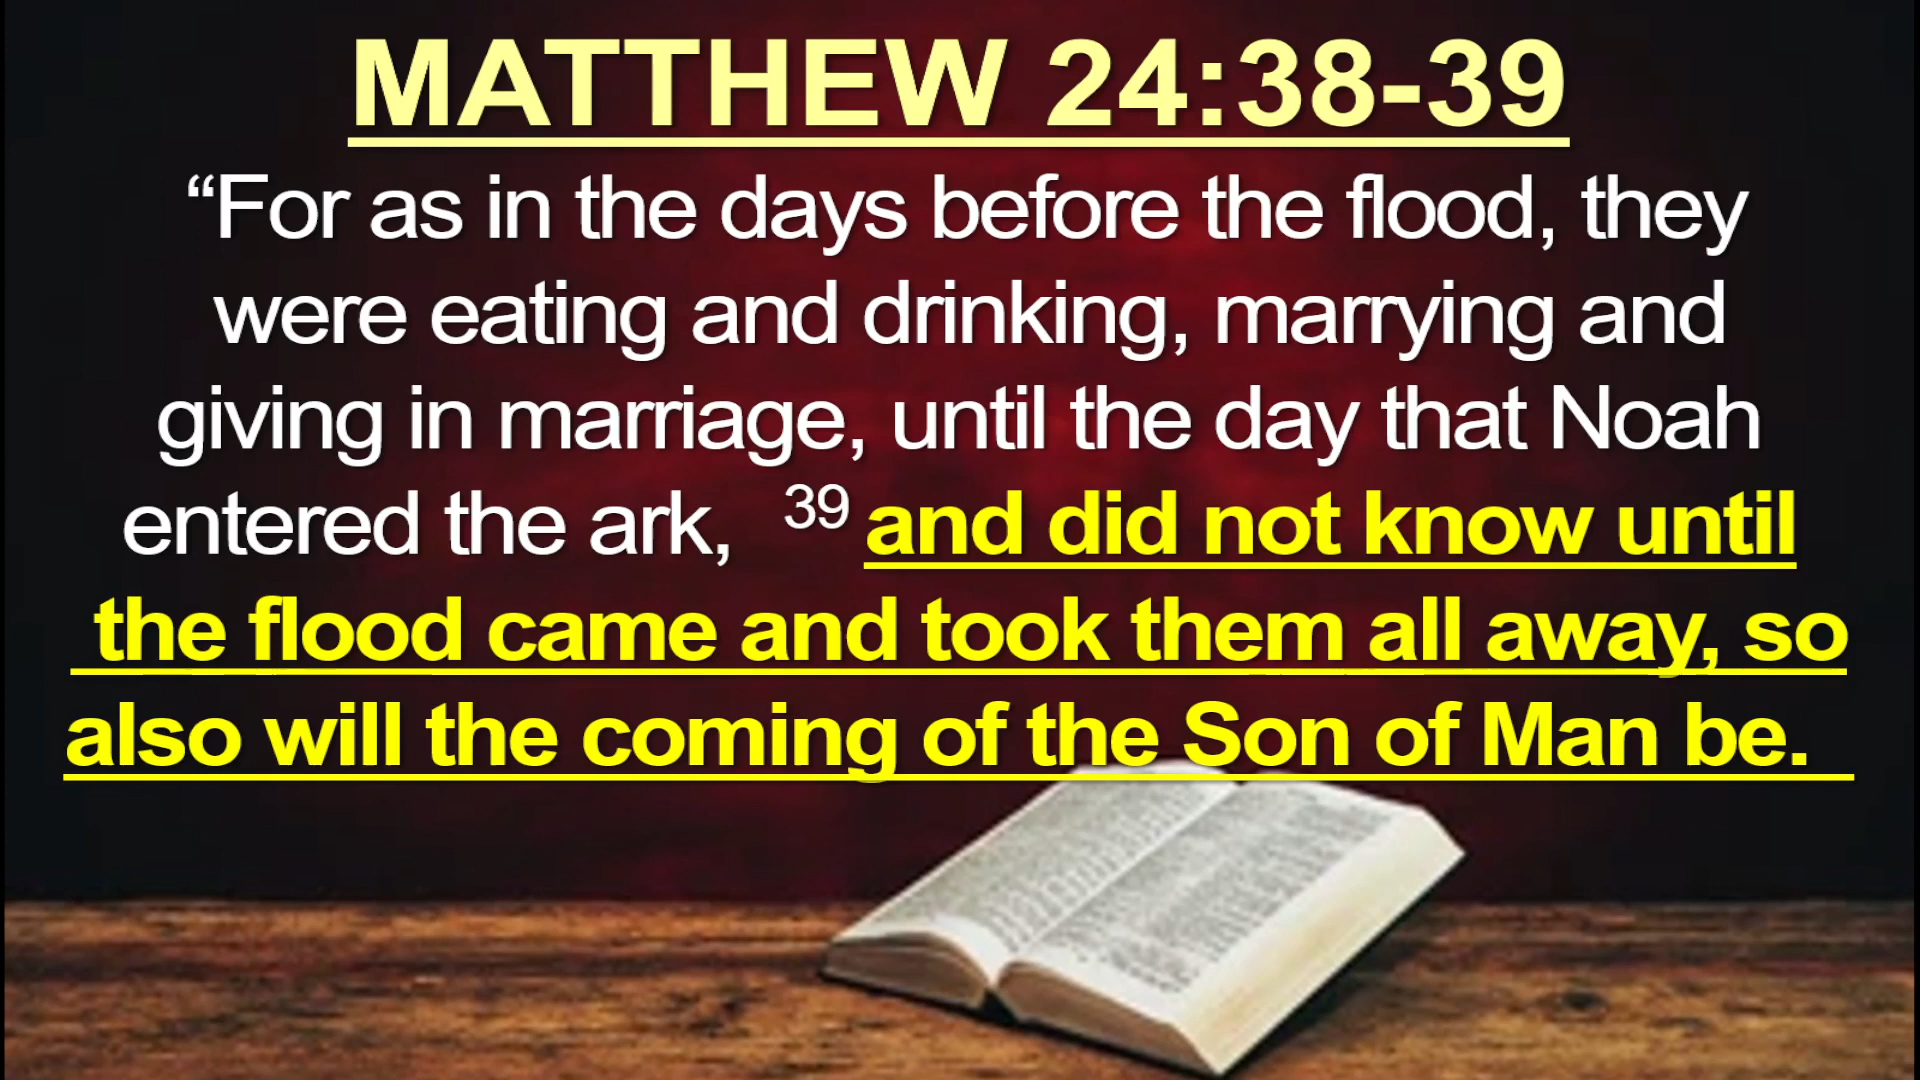 MATTHEW 24:38-39
“For as in the days before the flood, they
were eating and drinking, marrying and
giving in marriage, until the day that Noah
entered the ark, 39 and did not know until
the flood came and took them all away, so
also will the coming of the Son of Man be.